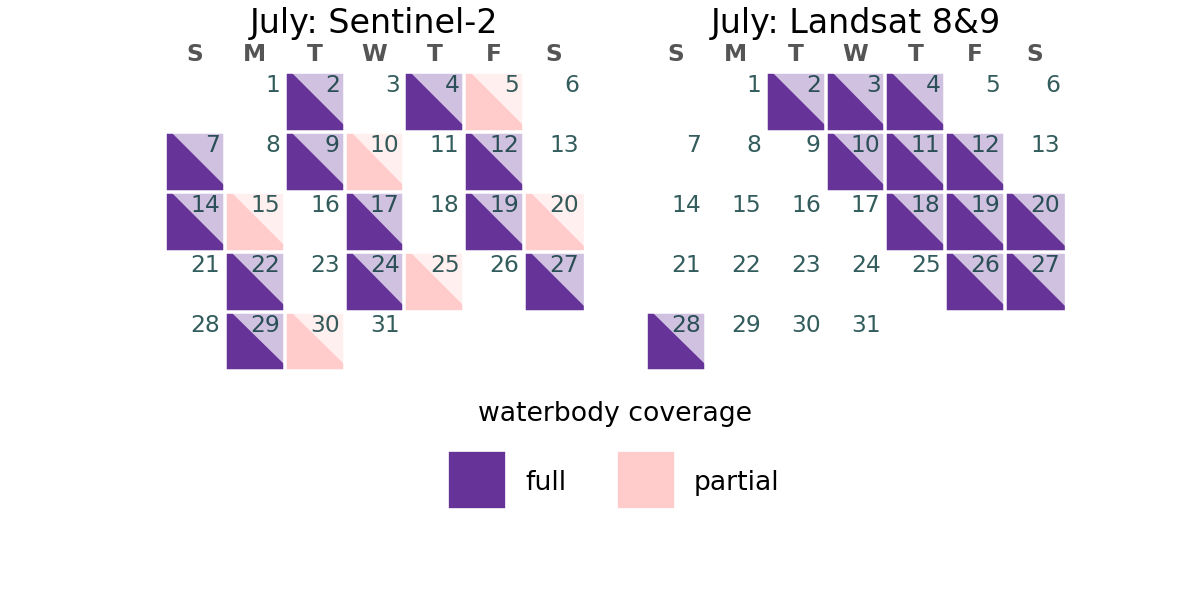 July: Sentinel-2
S M T W T F S
1 2 3 4 5 6
7 8 9 10 11 12 13
14 15 16 17 18 19 20
21 22 23 24 25 26 27
28 29 30 31
July: Landsat 8&9
S M T W T F S
1 2 3 4 5 6
7 8 9 10 11 12 13
14 15 16 17 18 19 20
21 22 23 24 25 26 27
28 29 30 31
waterbody coverage
full partial